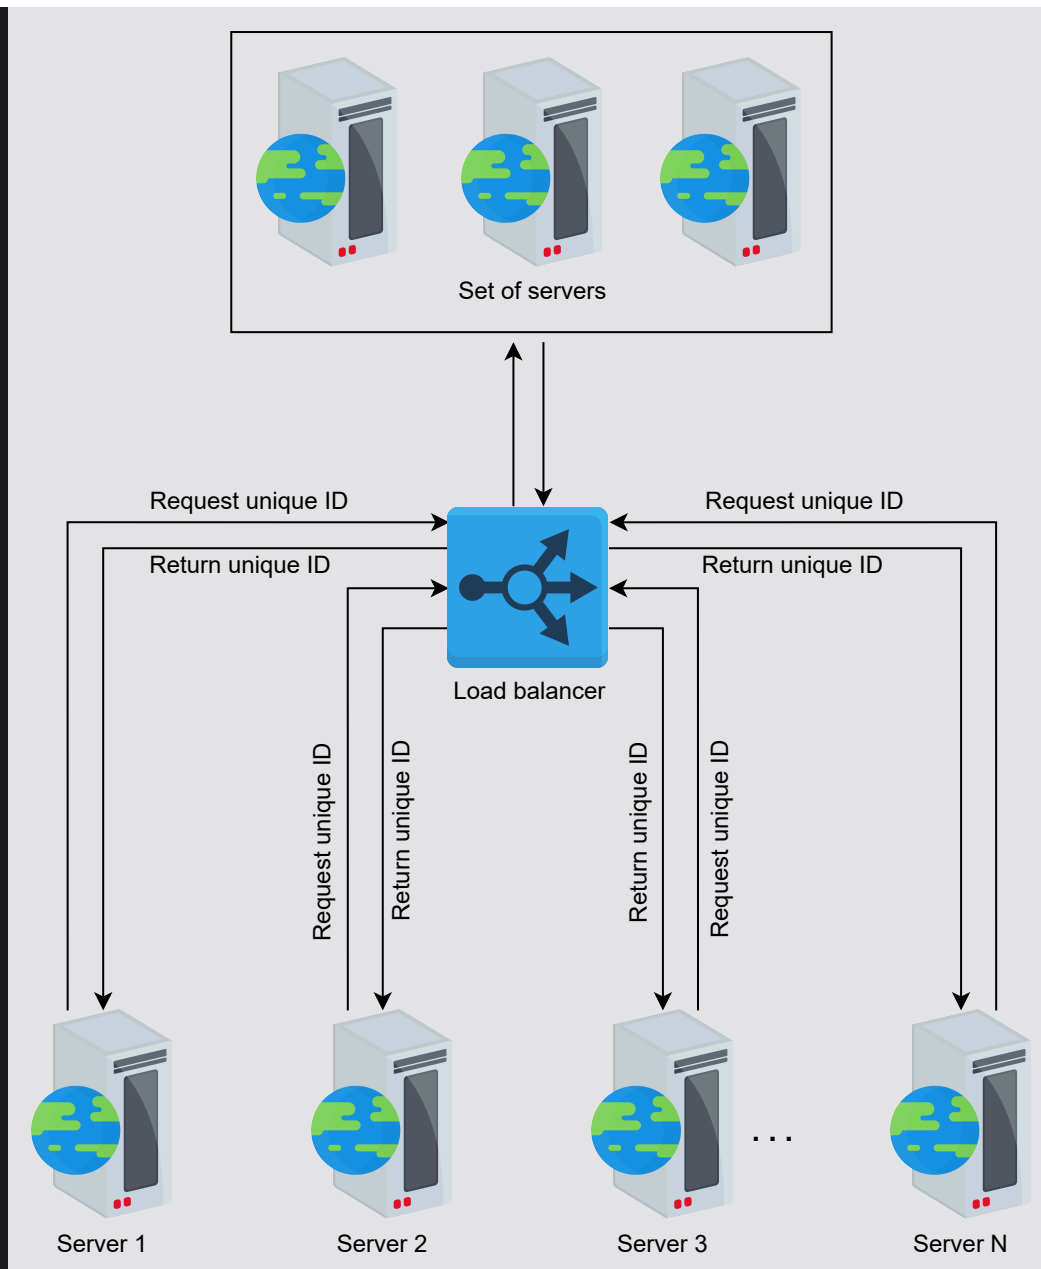 Set of servers
Request unique ID
Request unique ID
Return unique ID
Return unique ID
Load balancer
Request unique ID
Return unique ID
Return unique ID
Request unique ID
...
Server 1
Server 2
Server 3
Server N